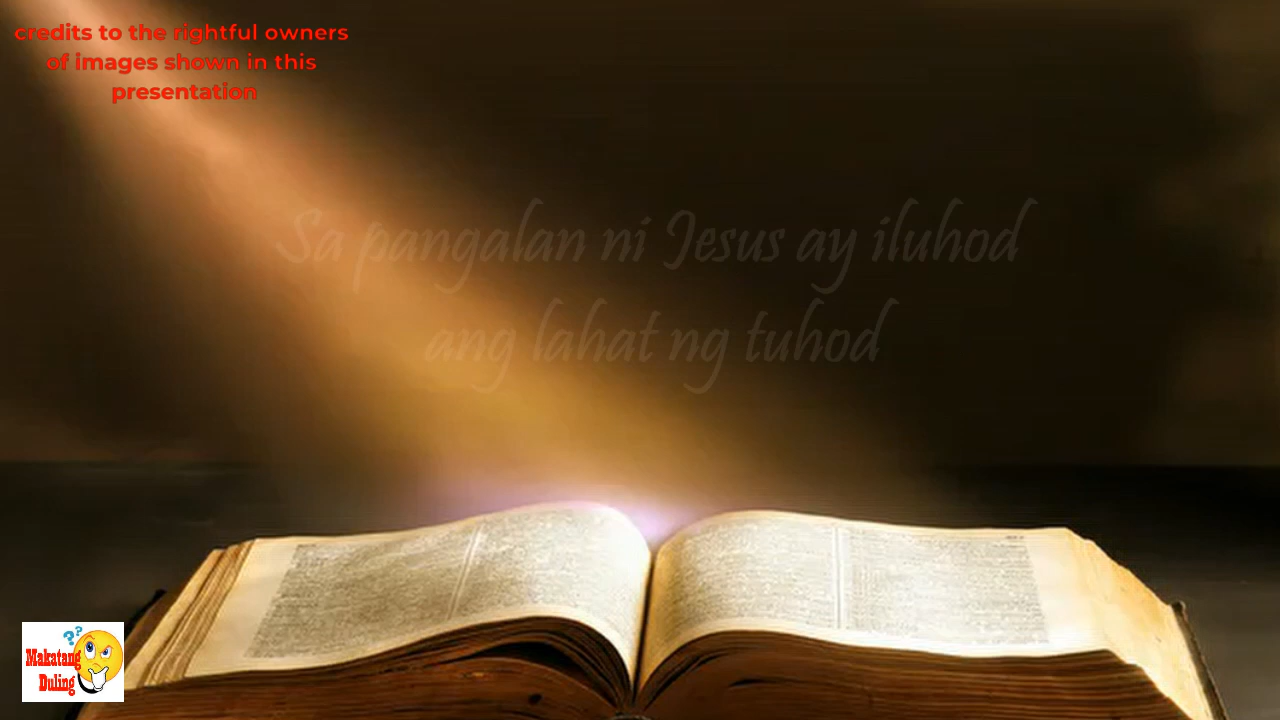 credits to the rightful owners
of images shown in this
presentation
Sa pangalan ni Jesus ay iluhod
ang lahat ng tuhod
??
Makatang
Duling